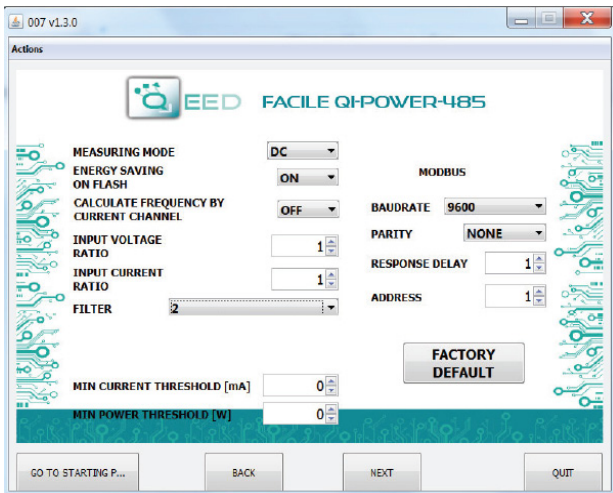 007 v1.3.0
Actions
QEED FACILE QI-POWER-485
MEASURING MODE DC
ENERGY SAVING
ON FLASH ON
CALCULATE FREQUENCY BY
CURRENT CHANNEL OFF
INPUT VOLTAGE
RATIO 1
INPUT CURRENT
RATIO 1
FILTER 2
MIN CURRENT THRESHOLD [mA] 0
MIN POWER THRESHOLD [W] 0
MODBUS
BAUDRATE 9600
PARITY NONE
RESPONSE DELAY 1
ADDRESS 1
FACTORY
DEFAULT
GO TO STARTING P... BACK NEXT QUIT